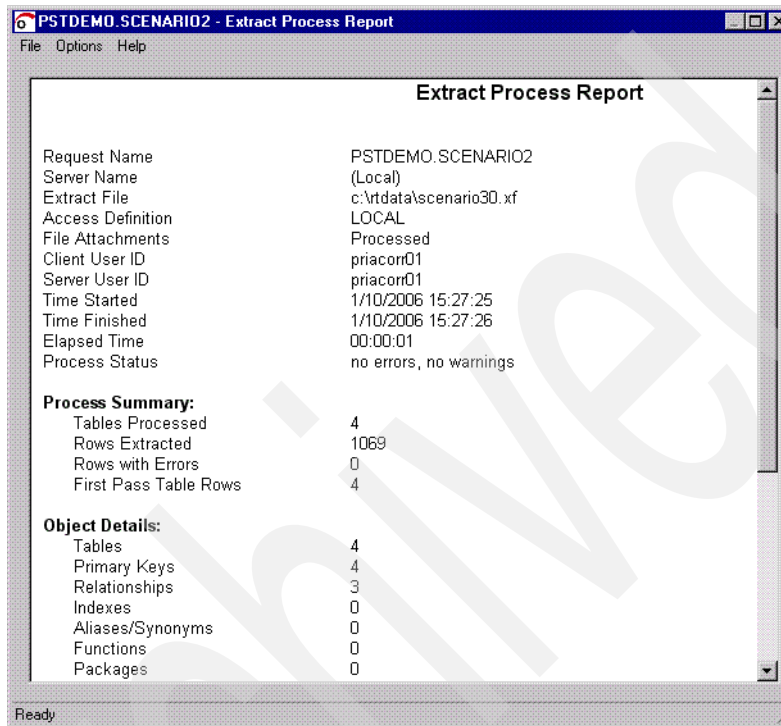 PSTDEMO.SCENARIO2 - Extract Process Report
File Options Help
Extract Process Report
Request Name PSTDEMO.SCENARIO2
Server Name (Local)
Extract File c:\rtdata\scenario30.xf
Access Definition LOCAL
File Attachments Processed
Client User ID priacorr01
Server User ID priacorr01
Time Started 1/10/2006 15:27:25
Time Finished 1/10/2006 15:27:26
Elapsed Time 00:00:01
Process Status no errors, no warnings
Process Summary:
Tables Processed 4
Rows Extracted 1069
Rows with Errors 0
First Pass Table Rows 4
Object Details:
Tables 4
Primary Keys 4
Relationships 3
Indexes 0
Aliases/Synonyms 0
Functions 0
Packages 0
Ready